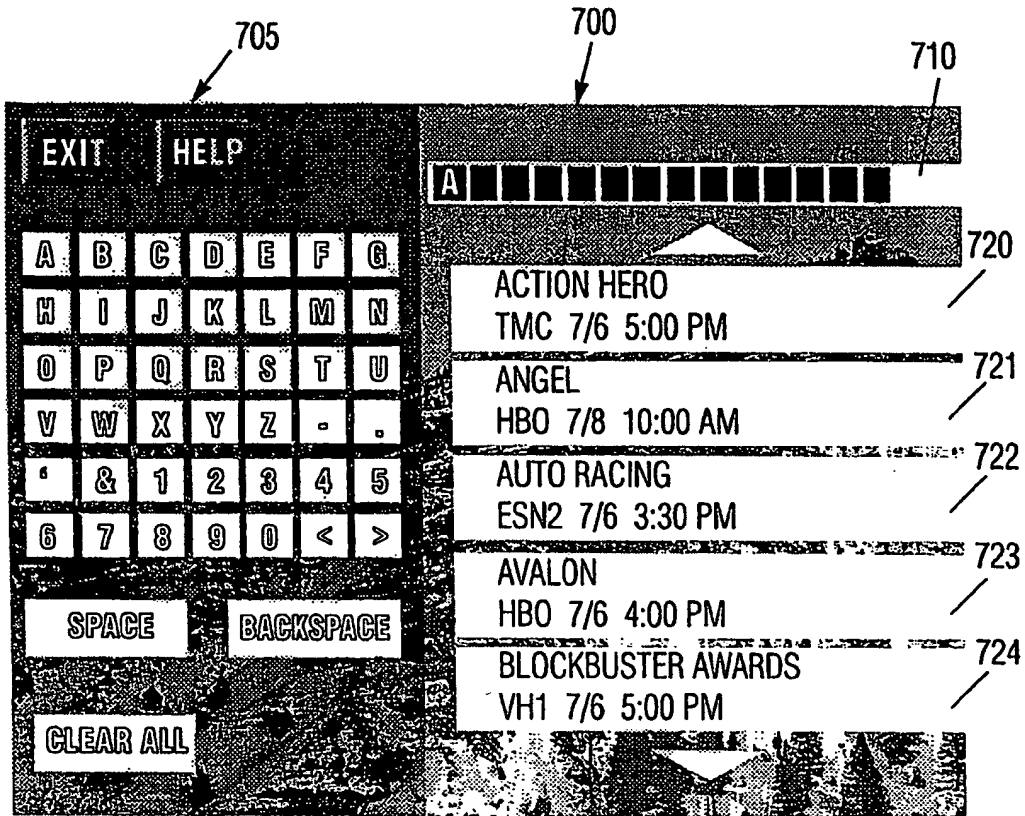 705
700
710
EXIT HELP
A
A B C D E F G
720
ACTION HERO
TMC 7/6 5:00 PM
H I J K L M N
O P Q R S T U
721
ANGEL
HBO 7/8 10:00 AM
V W X Y Z - .
722
AUTO RACING
ESN2 7/6 3:30 PM
‘ & 1 2 3 4 5
6 7 8 9 0 < >
723
AVALON
HBO 7/6 4:00 PM
SPACE BACKSPACE
724
BLOCKBUSTER AWARDS
VH1 7/6 5:00 PM
CLEAR ALL